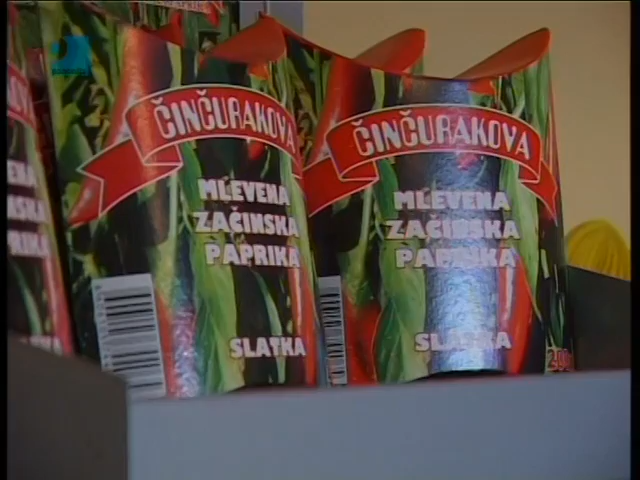 ČINČURAKOVA
MLEVENA
ZAČINSKA
PAPRIKA
SLATKA
ČINČURAKOVA
MLEVENA
ZAČINSKA
PAPRIKA
SLATKA